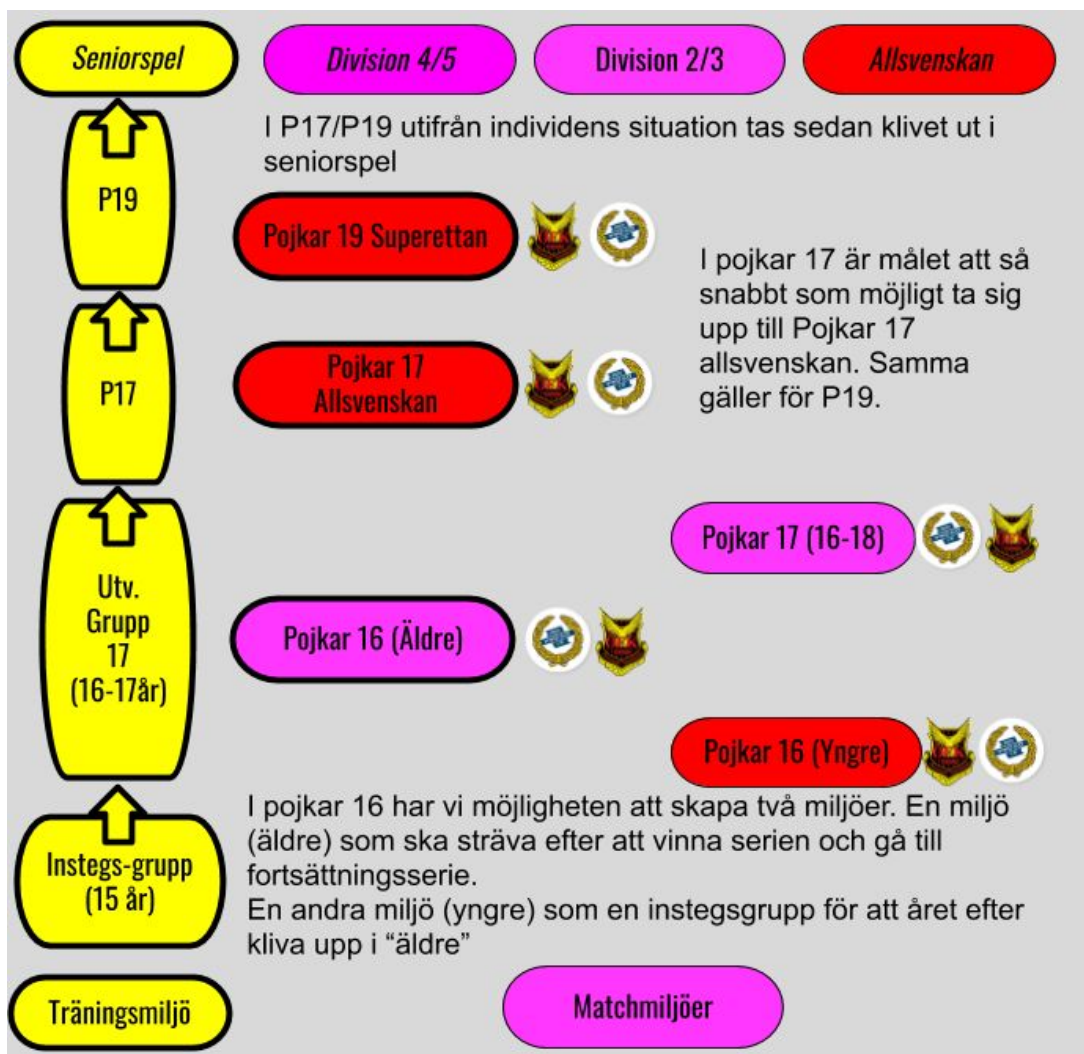 Seniorspel
Division 4/5
Division 2/3
Allsvenskan
I P17/P19 utifrån individens situation tas sedan klivet ut i
seniorspel
P19
Pojkar 19 Superettan
I pojkar 17 är målet att så
snabbt som möjligt ta sig
upp till Pojkar 17
allsvenskan. Samma
gäller för P19.
P17
Pojkar 17
Allsvenskan
Pojkar 17 (16-18)
Utv.
Grupp
17
(16-17år)
Pojkar 16 (Äldre)
Pojkar 16 (Yngre)
I pojkar 16 har vi möjligheten att skapa två miljöer. En miljö
(äldre) som ska sträva efter att vinna serien och gå till
fortsättningsserie.
En andra miljö (yngre) som en instegsgrupp för att året efter
kliva upp i “äldre”
Instegs-grupp
(15 år)
Träningsmiljö
Matchmiljöer